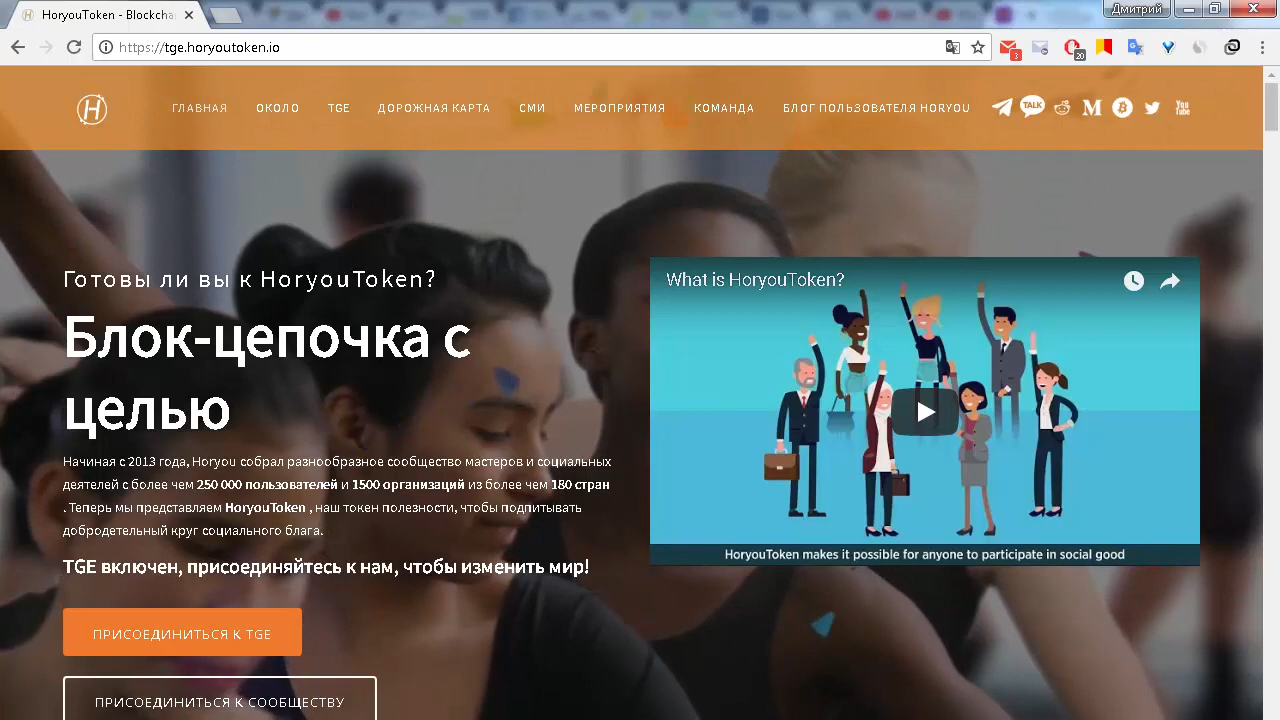 HoryouToken - Blockcha
Дмитрий
https://tge.horyoutoken.io
3
20
H
ГЛАВНАЯ ОКОЛО TGE ДОРОЖНАЯ КАРТА СМИ МЕРОПРИЯТИЯ КОМАНДА БЛОГ ПОЛЬЗОВАТЕЛЯ HORYOU
TALK
M
You Tube
Готовы ли вы к HoryouToken?
Блок-цепочка с
целью
Начиная с 2013 года, Horyou собрал разнообразное сообщество мастеров и социальных
деятелей с более чем 250 000 пользователей и 1500 организаций из более чем 180 стран
. Теперь мы представляем HoryouToken , наш токен полезности, чтобы подпитывать
добродетельный круг социального блага.
TGE включен, присоединяйтесь к нам, чтобы изменить мир!
ПРИСОЕДИНИТЬСЯ К TGE
ПРИСОЕДИНИТЬСЯ К СООБЩЕСТВУ
What is HoryouToken?
HoryouToken makes it possible for anyone to participate in social good